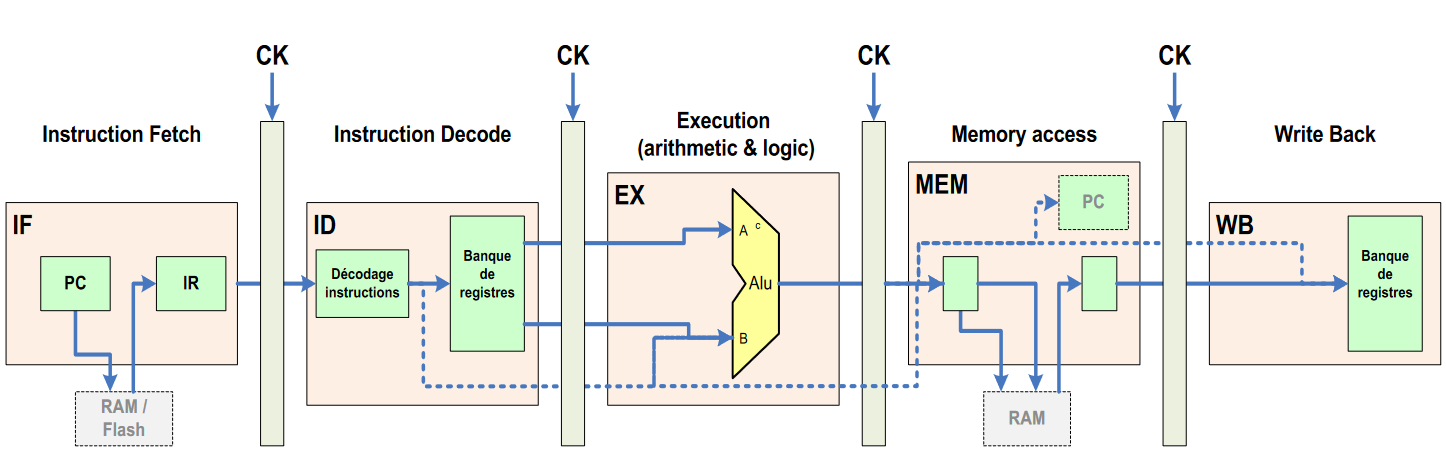 CK
CK
CK
CK
Instruction Fetch
Instruction Decode
Execution
(arithmetic & logic)
Memory access
Write Back
IF
PC
IR
RAM /
Flash
ID
Décodage
instructions
Banque
de
registres
EX
A
c
Alu
B
MEM
PC
RAM
WB
Banque
de
registres